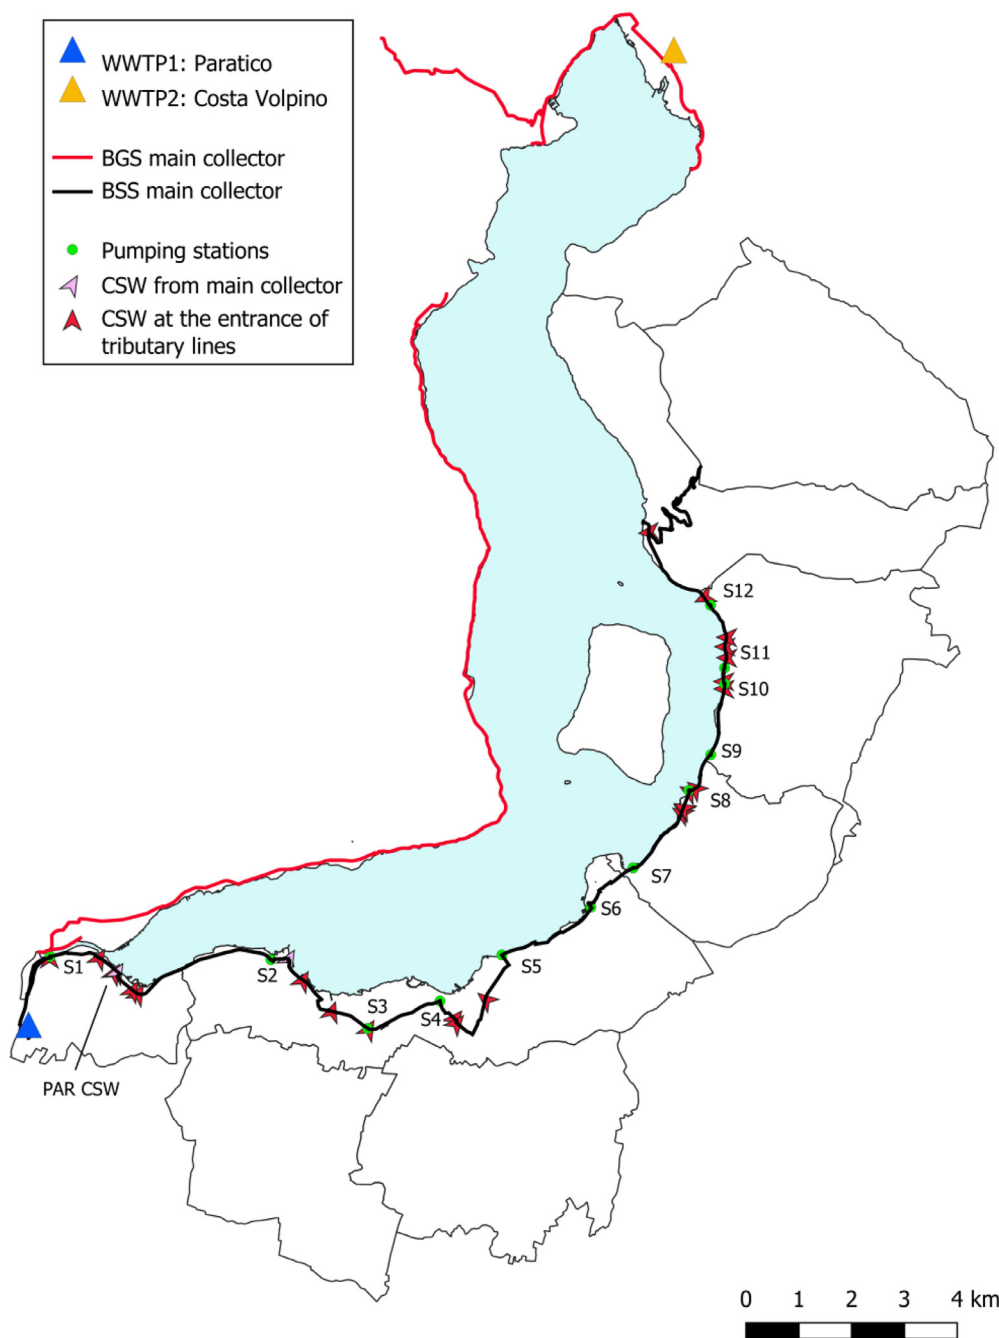 WWTP1: Paratico
WWTP2: Costa Volpino
BGS main collector
BSS main collector
Pumping stations
CSW from main collector
CSW at the entrance of
tributary lines
S12
S11
S10
S9
S8
S7
S6
S5
S1
S2
S3
S4
PAR CSW
0 1 2 3 4 km